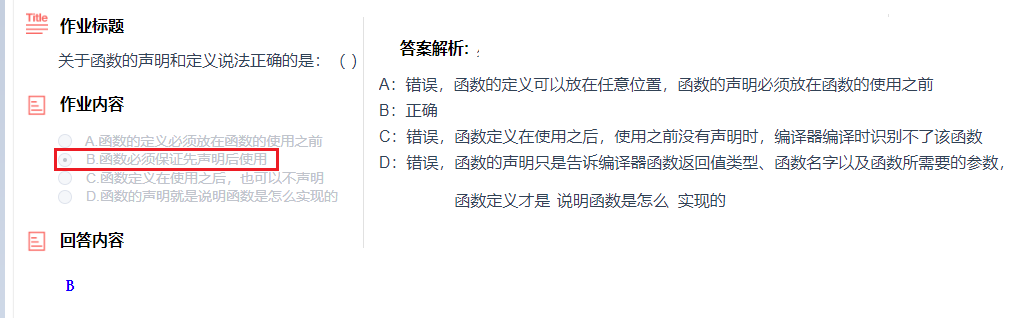 Title 作业标题
关于函数的声明和定义说法正确的是：（ ）
作业内容
A.函数的定义必须放在函数的使用之前
B.函数必须保证先声明后使用
C.函数定义在使用之后，也可以不声明
D.函数的声明就是说明函数是怎么实现的
回答内容
B
答案解析：
A：错误，函数的定义可以放在任意位置，函数的声明必须放在函数的使用之前
B：正确
C：错误，函数定义在使用之后，使用之前没有声明时，编译器编译时识别不了该函数
D：错误，函数的声明只是告诉编译器函数返回值类型、函数名字以及函数所需要的参数，
函数定义才是 说明函数是怎么 实现的